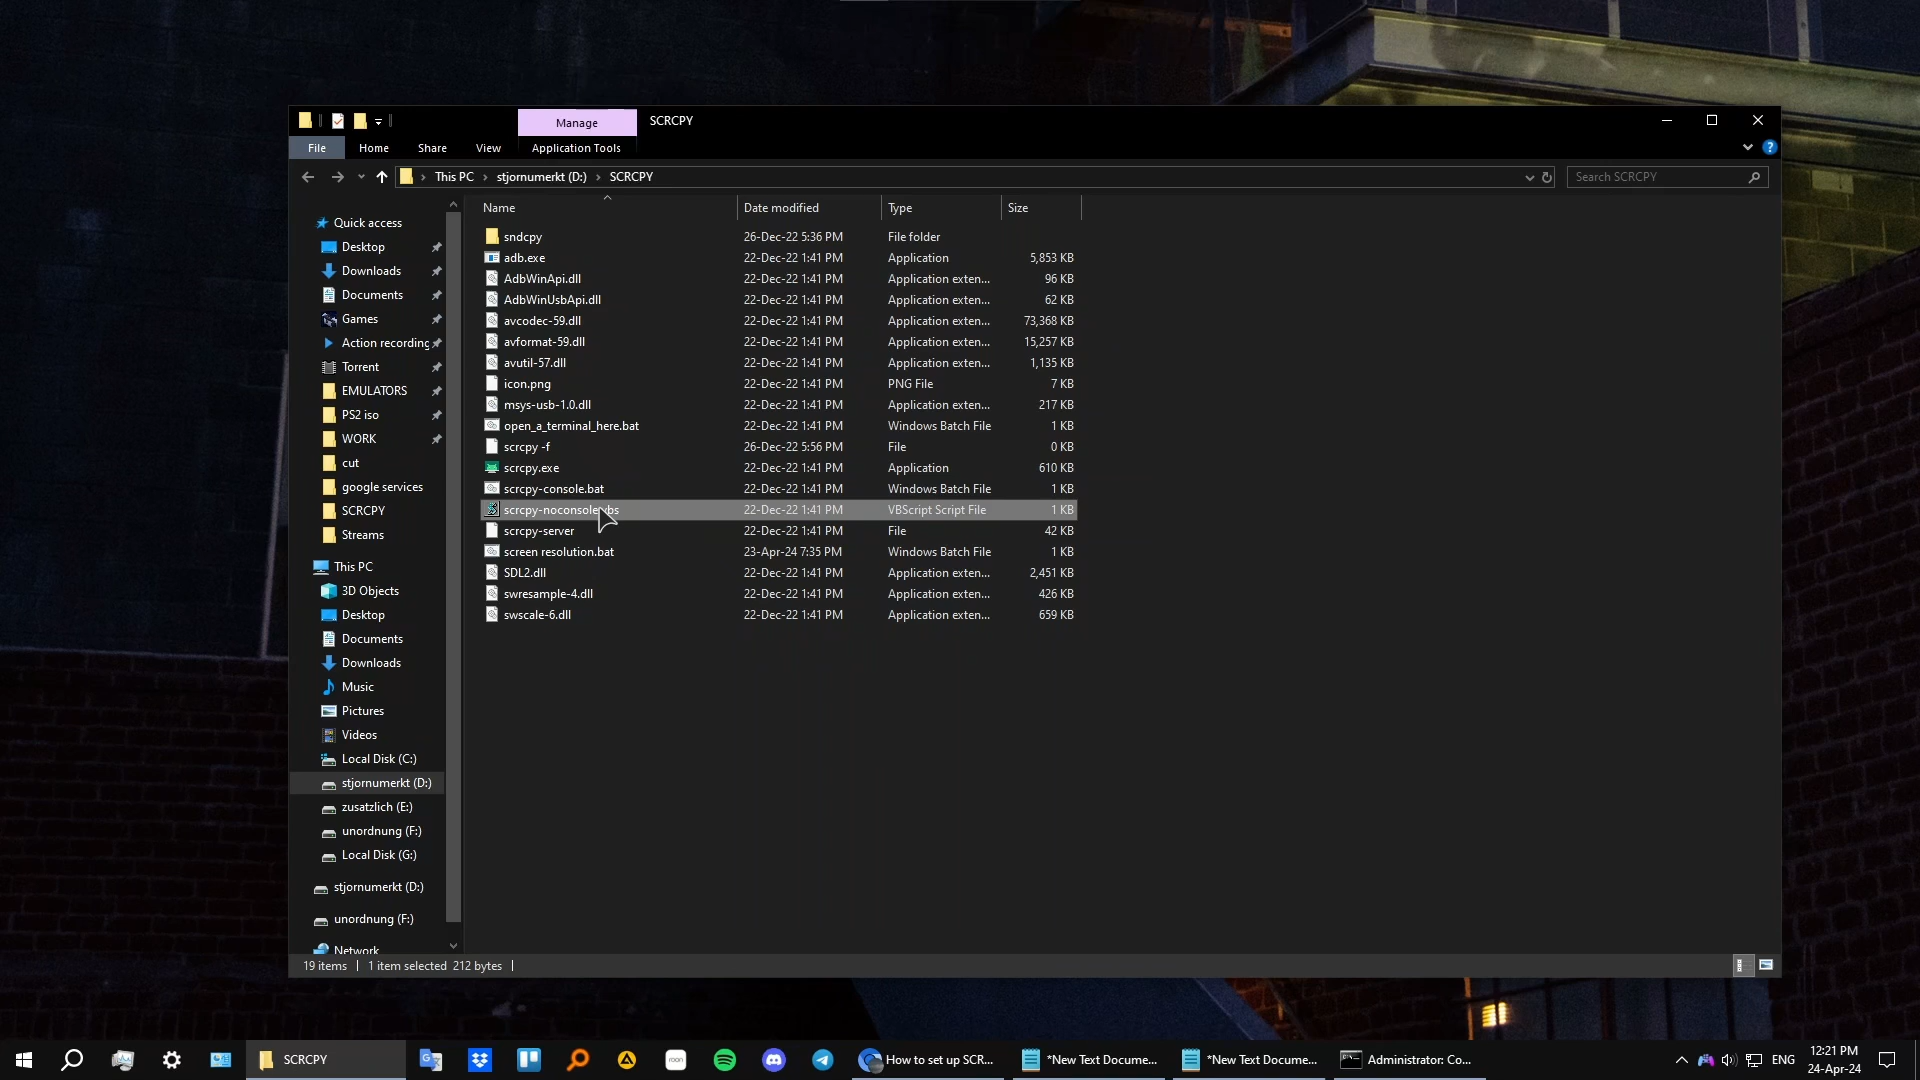 Manage
SCRCPY
File
Home
Share
View
Application Tools
This PC
stjornumerkt (D:)
SCRCPY
Search SCRCPY
Name
Date modified
Type
Size
Quick access
Desktop
Downloads
Documents
Games
Action recording
Torrent
EMULATORS
PS2 iso
WORK
cut
google services
SCRCPY
Streams
This PC
3D Objects
Desktop
Documents
Downloads
Music
Pictures
Videos
Local Disk (C:)
stjornumerkt (D:)
zusatzlich (E:)
unordnung (F:)
Local Disk (G:)
stjornumerkt (D:)
unordnung (F:)
Network
sndcpy 26-Dec-22 5:36 PM File folder
adb.exe 22-Dec-22 1:41 PM Application 5,853 KB
AdbWinApi.dll 22-Dec-22 1:41 PM Application exten... 96 KB
AdbWinUsbApi.dll 22-Dec-22 1:41 PM Application exten... 62 KB
avcodec-59.dll 22-Dec-22 1:41 PM Application exten... 73,368 KB
avformat-59.dll 22-Dec-22 1:41 PM Application exten... 15,257 KB
avutil-57.dll 22-Dec-22 1:41 PM Application exten... 1,135 KB
icon.png 22-Dec-22 1:41 PM PNG File 7 KB
msys-usb-1.0.dll 22-Dec-22 1:41 PM Application exten... 217 KB
open_a_terminal_here.bat 22-Dec-22 1:41 PM Windows Batch File 1 KB
scrcpy -f 26-Dec-22 5:56 PM File 0 KB
scrcpy.exe 22-Dec-22 1:41 PM Application 610 KB
scrcpy-console.bat 22-Dec-22 1:41 PM Windows Batch File 1 KB
scrcpy-noconsole.vbs 22-Dec-22 1:41 PM VBScript Script File 1 KB
scrcpy-server 22-Dec-22 1:41 PM File 42 KB
screen resolution.bat 23-Apr-24 7:35 PM Windows Batch File 1 KB
SDL2.dll 22-Dec-22 1:41 PM Application exten... 2,451 KB
swresample-4.dll 22-Dec-22 1:41 PM Application exten... 426 KB
swscale-6.dll 22-Dec-22 1:41 PM Application exten... 659 KB
19 items
1 item selected 212 bytes
SCRCPY
roon
How to set up SCR...
*New Text Docume...
*New Text Docume...
Administrator: Co...
ENG
12:21 PM
24-Apr-24